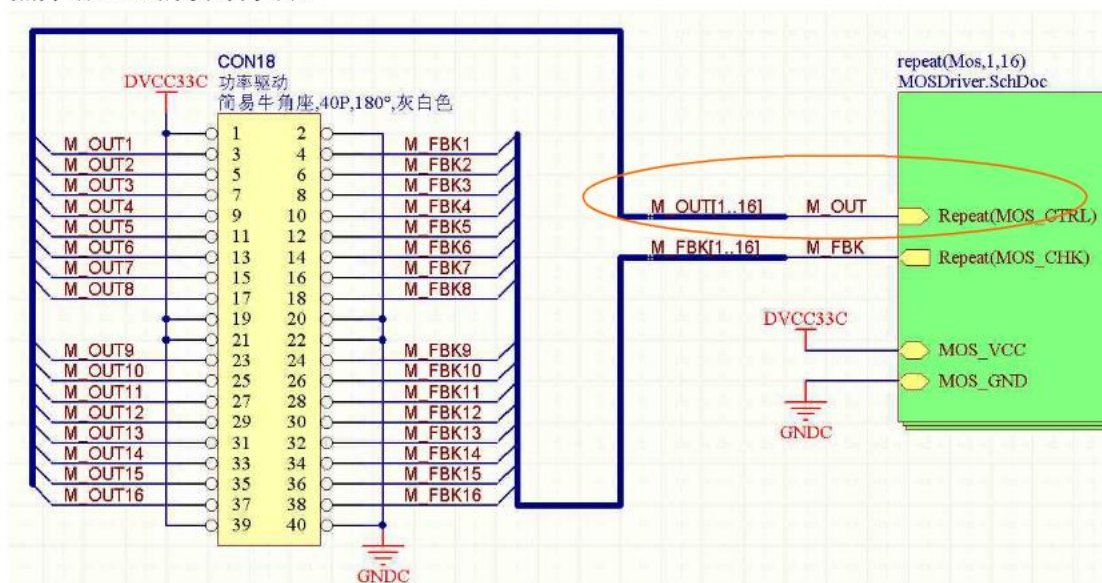 CON18
DVCC33C
功率驱动
简易牛角座,40P,180°,灰白色
1 2
M_OUT1 3 4 M_FBK1
M_OUT2 5 6 M_FBK2
M_OUT3 7 8 M_FBK3
M_OUT4 9 10 M_FBK4
M_OUT5 11 12 M_FBK5
M_OUT6 13 14 M_FBK6
M_OUT7 15 16 M_FBK7
M_OUT8 17 18 M_FBK8
19 20
21 22
M_OUT9 23 24 M_FBK9
M_OUT10 25 26 M_FBK10
M_OUT11 27 28 M_FBK11
M_OUT12 29 30 M_FBK12
M_OUT13 31 32 M_FBK13
M_OUT14 33 34 M_FBK14
M_OUT15 35 36 M_FBK15
M_OUT16 37 38 M_FBK16
39 40
GNDC
repeat(Mos,1,16)
MOSDriver.SchDoc
M_OUT[1..16] M_OUT Repeat(MOS_CTRL)
M_FBK[1..16] M_FBK Repeat(MOS_CHK)
DVCC33C
MOS_VCC
MOS_GND
GNDC